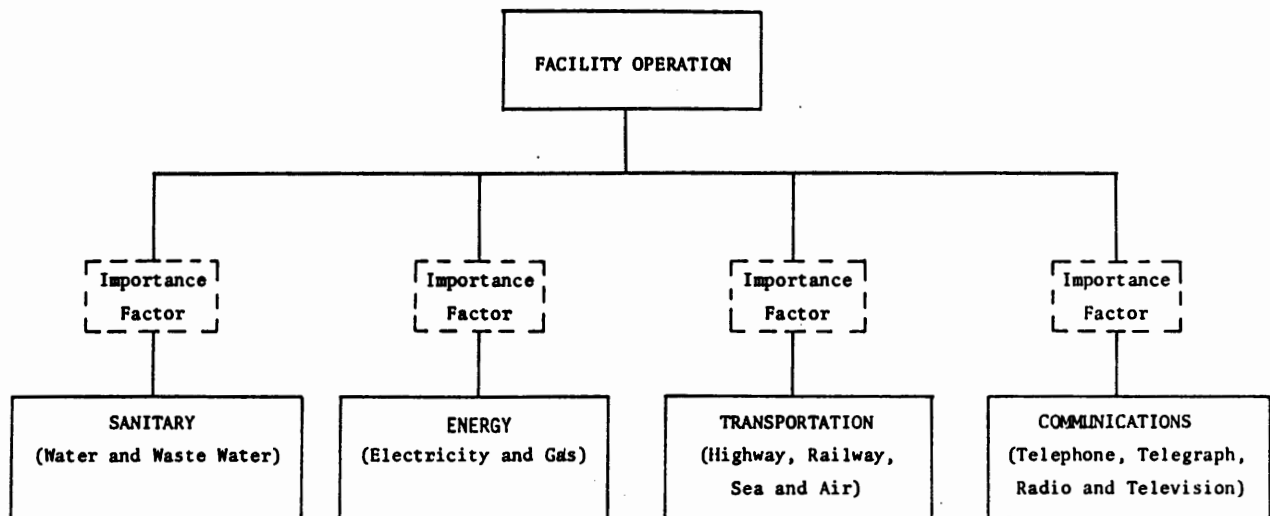 FACILITY OPERATION
Importance
Factor
Importance
Factor
Importance
Factor
Importance
Factor
SANITARY
(Water and Waste Water)
ENERGY
(Electricity and Gas)
TRANSPORTATION
(Highway, Railway,
Sea and Air)
COMMUNICATIONS
(Telephone, Telegraph,
Radio and Television)